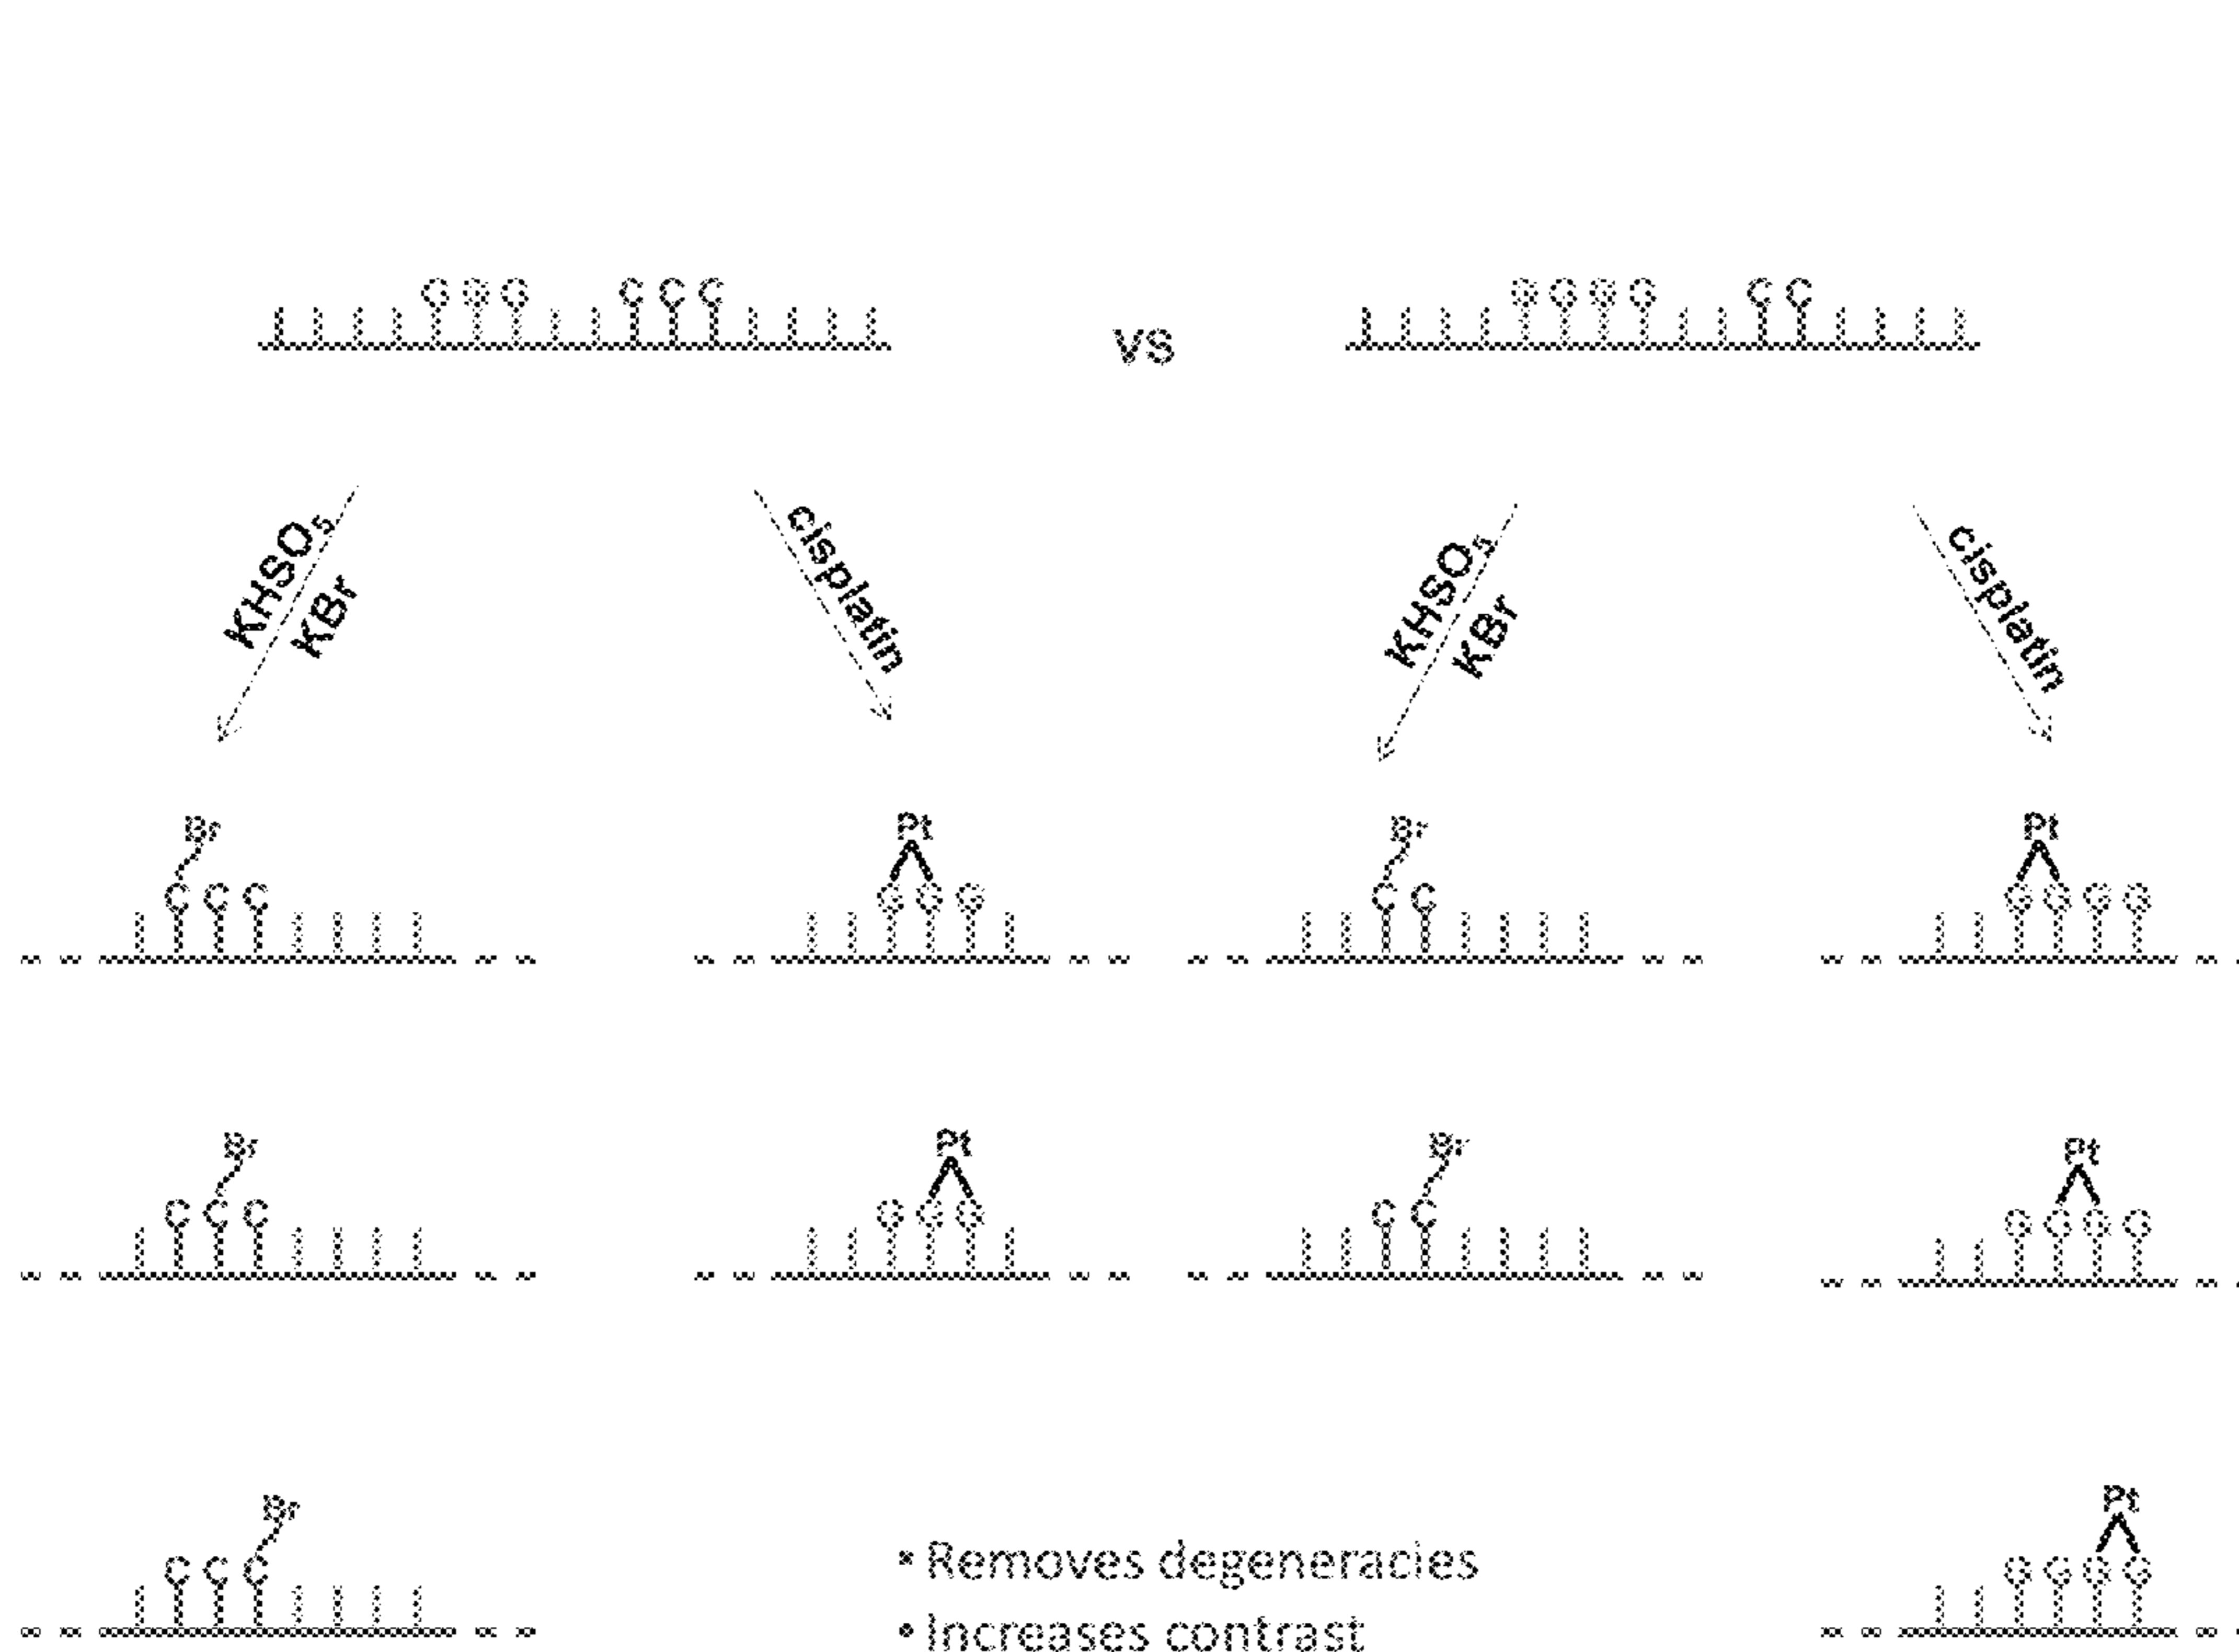 G G G C C C
G G G G C C
vs
KHSO₅
KBr
cisplatin
KHSO₅
KBr
cisplatin
Br
Pt
Br
Pt
C C C
G G G
C C
G G G G
Br
Pt
Br
Pt
C C C
G G G
C C
G G G G
Br
Pt
C C C
G G G G
• Removes degeneracies
• Increases contrast